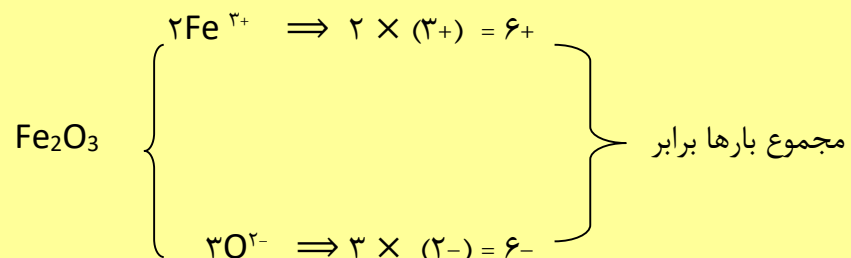 ۲Fe ³⁺ ⟹ ۲ × (۳+) = ۶+
Fe₂O₃
مجموع بارها برابر
۳O²⁻ ⟹ ۳ × (۲−) = ۶−